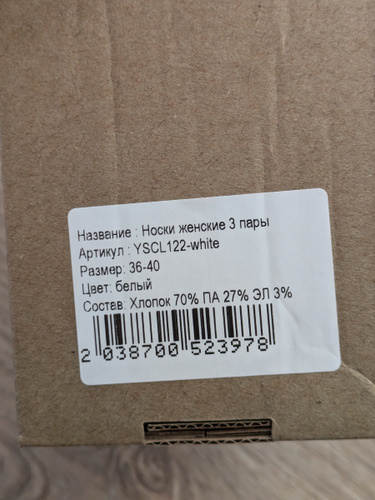 Название : Носки женские 3 пары
Артикул : YSCL122-white
Размер: 36-40
Цвет: белый
Состав: Хлопок 70% ПА 27% ЭЛ 3%
2 038700 523978